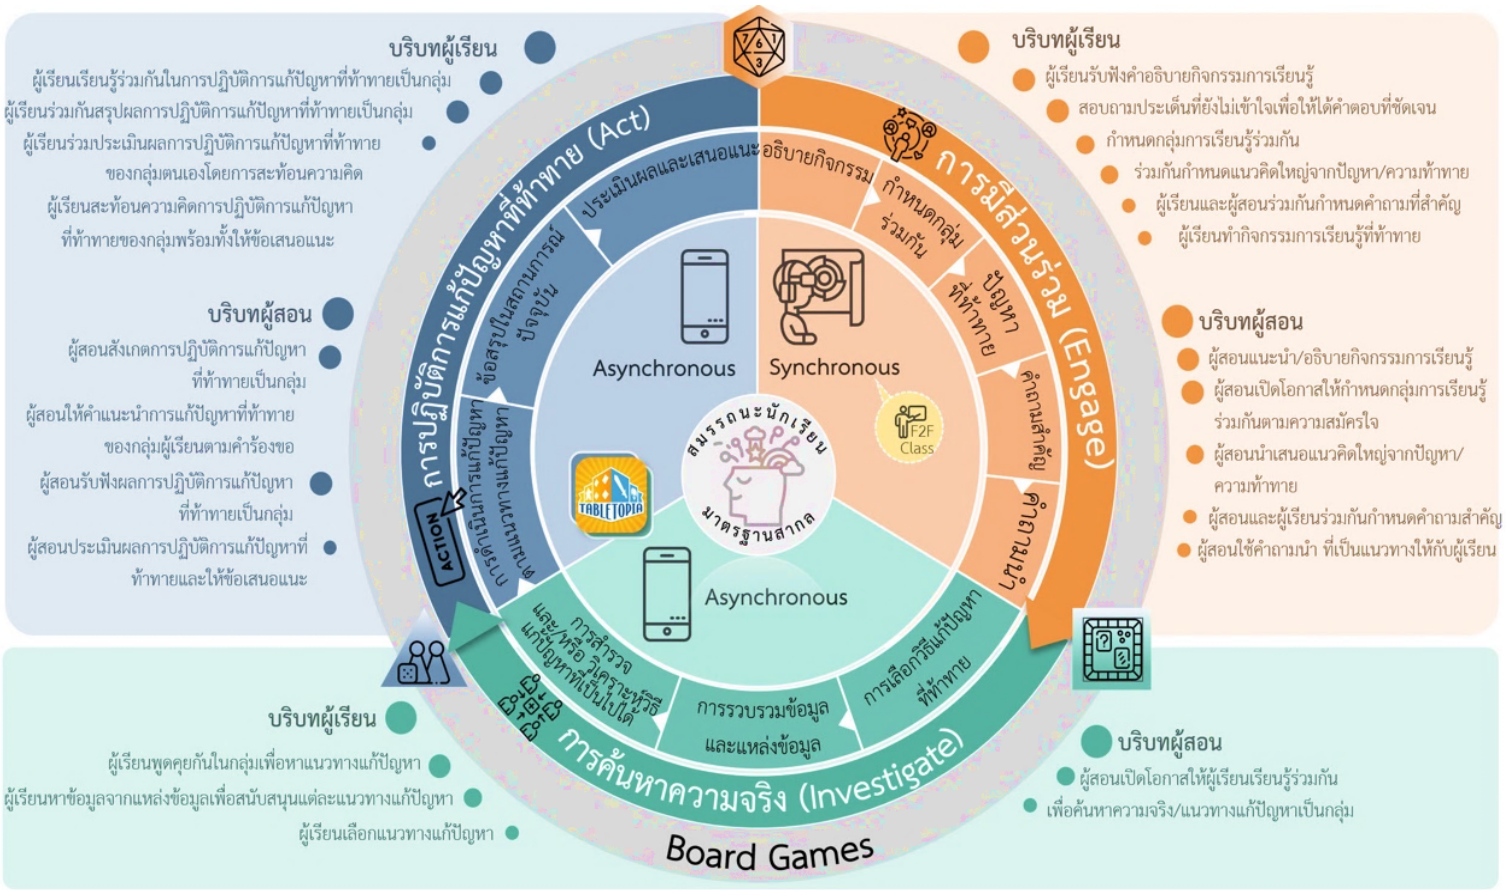 บริบทผู้เรียน
ผู้เรียนเรียนรู้ร่วมกันในการปฏิบัติการแก้ปัญหาที่ท้าทายเป็นกลุ่ม
ผู้เรียนร่วมกันสรุปผลการปฏิบัติการแก้ปัญหาที่ท้าทายเป็นกลุ่ม
ผู้เรียนร่วมประเมินผลการปฏิบัติการแก้ปัญหาที่ท้าทาย
ของกลุ่มตนเองโดยการสะท้อนความคิด
ผู้เรียนสะท้อนความคิดการปฏิบัติการแก้ปัญหา
ที่ท้าทายของกลุ่มพร้อมทั้งให้ข้อเสนอแนะ
บริบทผู้สอน
ผู้สอนสังเกตการปฏิบัติการแก้ปัญหา
ที่ท้าทายเป็นกลุ่ม
ผู้สอนให้คำแนะนำการแก้ปัญหาที่ท้าทาย
ของกลุ่มผู้เรียนตามคำร้องขอ
ผู้สอนรับฟังผลการปฏิบัติการแก้ปัญหา
ที่ท้าทายเป็นกลุ่ม
ผู้สอนประเมินผลการปฏิบัติการแก้ปัญหาที่
ท้าทายและให้ข้อเสนอแนะ
บริบทผู้เรียน
ผู้เรียนรับฟังคำอธิบายกิจกรรมการเรียนรู้
สอบถามประเด็นที่ยังไม่เข้าใจเพื่อให้ได้คำตอบที่ชัดเจน
กำหนดกลุ่มการเรียนรู้ร่วมกัน
ร่วมกันกำหนดแนวคิดใหญ่จากปัญหา/ความท้าทาย
ผู้เรียนและผู้สอนร่วมกันกำหนดคำถามที่สำคัญ
ผู้เรียนทำกิจกรรมการเรียนรู้ที่ท้าทาย
บริบทผู้สอน
ผู้สอนแนะนำ/อธิบายกิจกรรมการเรียนรู้
ผู้สอนเปิดโอกาสให้กำหนดกลุ่มการเรียนรู้
ร่วมกันตามความสมัครใจ
ผู้สอนนำเสนอแนวคิดใหญ่จากปัญหา/
ความท้าทาย
ผู้สอนและผู้เรียนร่วมกันกำหนดคำถามสำคัญ
ผู้สอนใช้คำถามนำ ที่เป็นแนวทางให้กับผู้เรียน
การมีส่วนร่วม (Engage)
อธิบายกิจกรรม
กำหนดกลุ่ม
ร่วมกัน
ปัญหา
ที่ท้าทาย
คำถามสำคัญ
คำถามนำ
การค้นหาความจริง (Investigate)
การเลือกวิธีแก้ปัญหา
ที่ท้าทาย
การรวบรวมข้อมูล
และแหล่งข้อมูล
การสำรวจ
และ/หรือ วิเคราะห์วิธี
แก้ปัญหาที่เป็นไปได้
การปฏิบัติการแก้ปัญหาที่ท้าทาย (Act)
การดำเนินการแก้ปัญหา
ตามแนวทางแก้ปัญหา
ข้อสรุปในสถานการณ์
ปัจจุบัน
ประเมินผลและเสนอแนะ
7 6 1
3
ACTION
Asynchronous
Synchronous
F2F
Class
TABLETOPIA
สมรรถนะนักเรียน
มาตรฐานสากล
Asynchronous
?
บริบทผู้เรียน
ผู้เรียนพูดคุยกันในกลุ่มเพื่อหาแนวทางแก้ปัญหา
ผู้เรียนหาข้อมูลจากแหล่งข้อมูลเพื่อสนับสนุนแต่ละแนวทางแก้ปัญหา
ผู้เรียนเลือกแนวทางแก้ปัญหา
บริบทผู้สอน
ผู้สอนเปิดโอกาสให้ผู้เรียนเรียนรู้ร่วมกัน
เพื่อค้นหาความจริง/แนวทางแก้ปัญหาเป็นกลุ่ม
Board Games